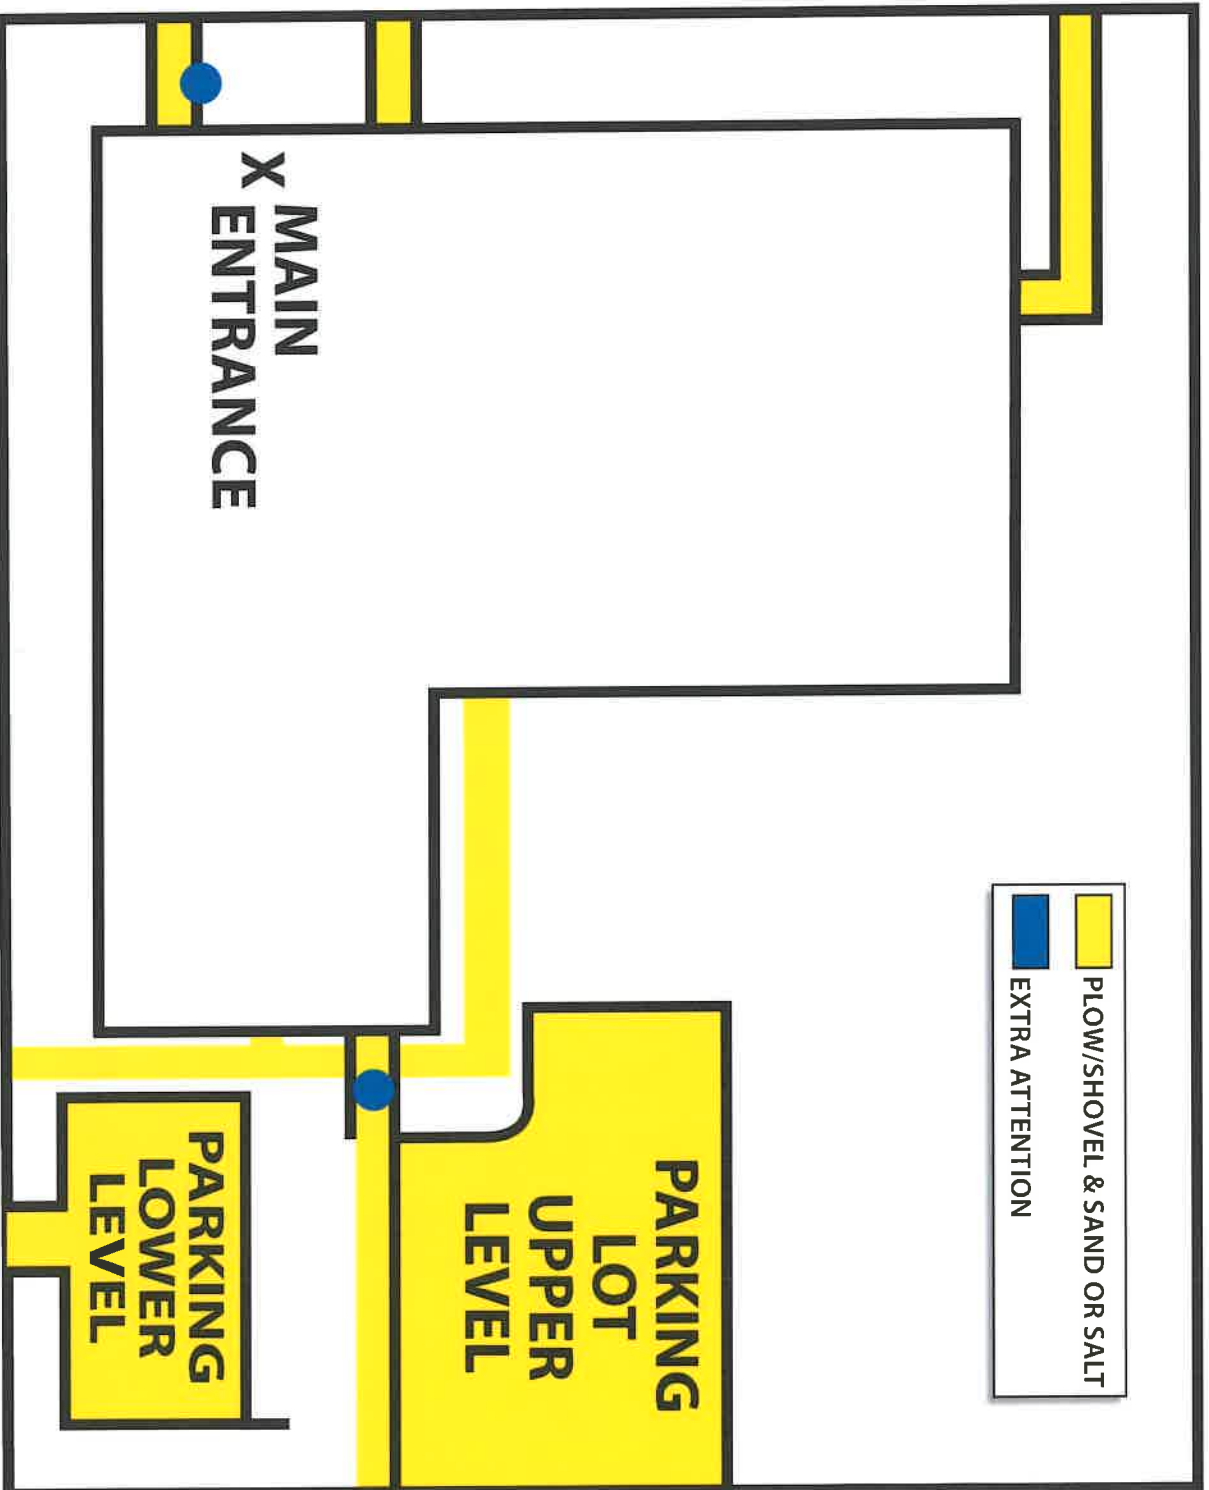 PLOW/SHOVEL & SAND OR SALT
EXTRA ATTENTION
MAIN
X ENTRANCE
PARKING
LOT
UPPER
LEVEL
PARKING
LOWER
LEVEL